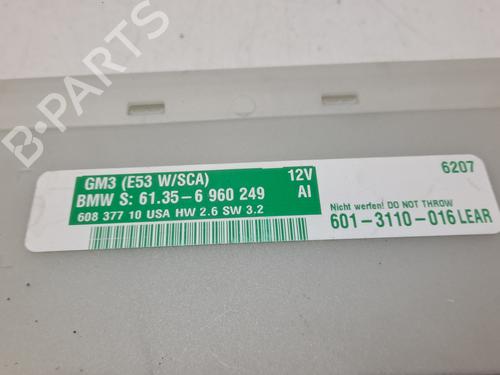 B-PARTS
GM3 (E53 W/SCA) 12V
BMW S: 61.35-6 960 249 AI
608 377 10 USA HW 2.6 SW 3.2
6207
Nicht werfen! DO NOT THROW
601-3110-016 LEAR